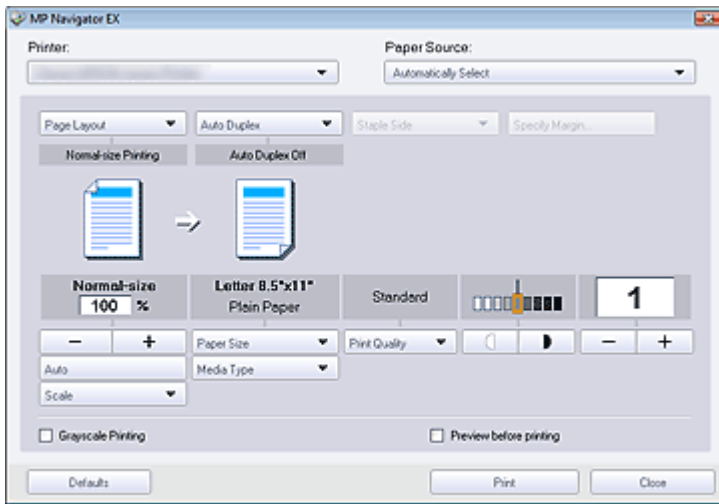 MP Navigator EX
Printer:
Paper Source:
Automatically Select
Page Layout
Auto Duplex
Staple Side
Specify Margin...
Normal-size Printing
Auto Duplex Off
Normal-size
100 %
Letter 8.5"x11"
Plain Paper
Standard
1
− +
Paper Size
Print Quality
− +
Auto
Media Type
Scale
Grayscale Printing
Preview before printing
Defaults
Print
Close